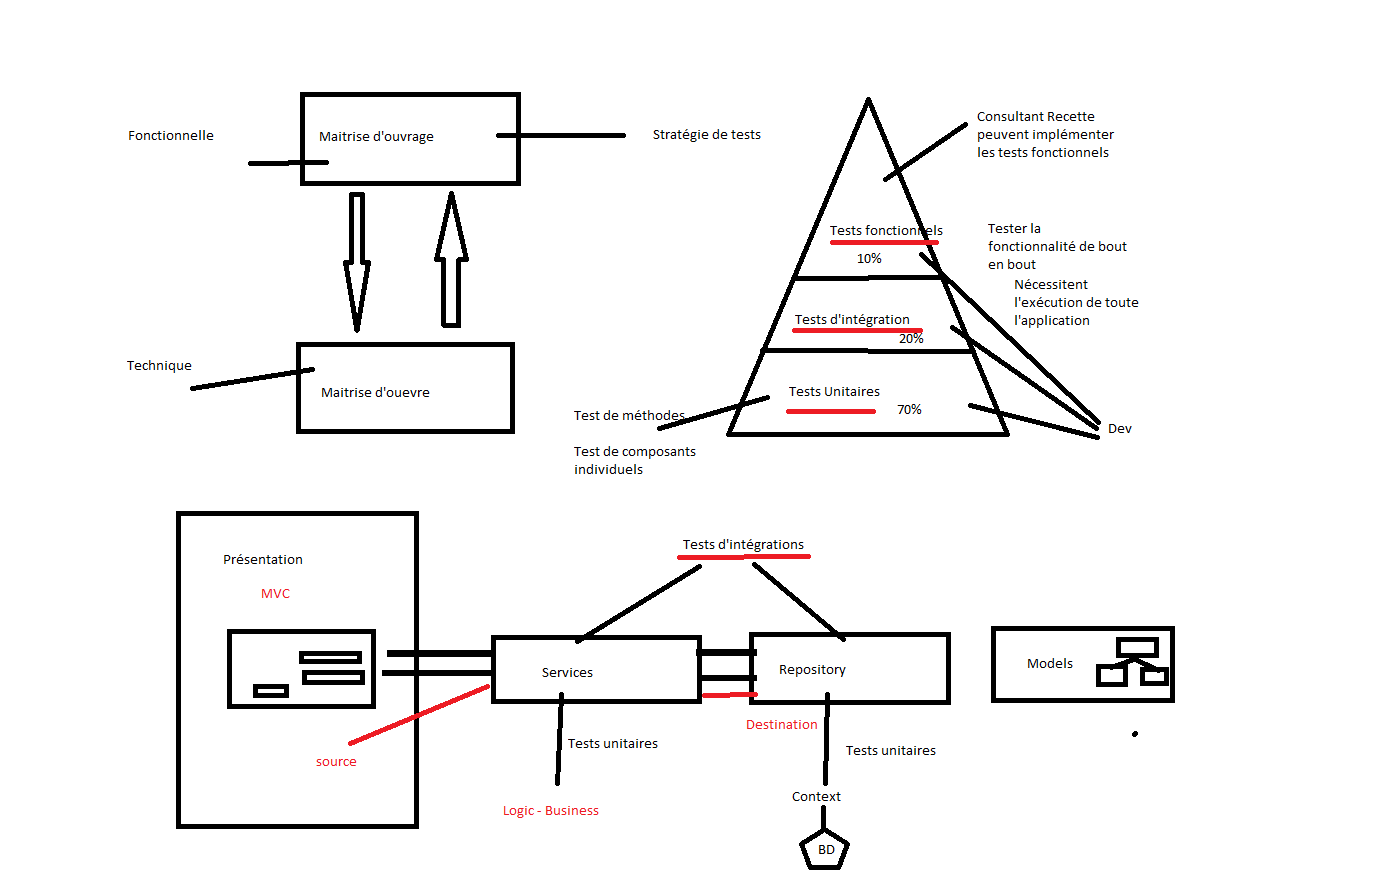 Fonctionnelle
Maitrise d'ouvrage
Stratégie de tests
Technique
Maitrise d'ouevre
Consultant Recette
peuvent implémenter
les tests fonctionnels
Tests fonctionnels
10%
Tester la
fonctionnalité de bout
en bout
Nécessitent
l'exécution de toute
l'application
Tests d'intégration
20%
Tests Unitaires
70%
Test de méthodes
Test de composants
individuels
Dev
Présentation
MVC
source
Tests d'intégrations
Services
Tests unitaires
Logic - Business
Repository
Destination
Tests unitaires
Context
BD
Models